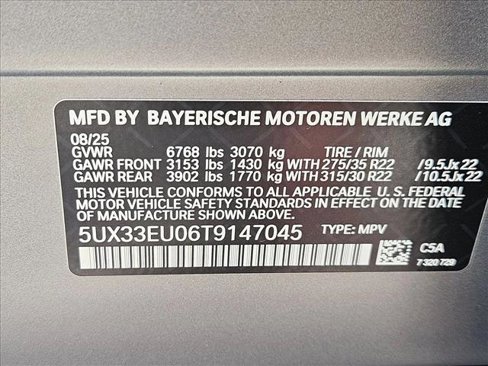 MFD BY BAYERISCHE MOTOREN WERKE AG
08/25
GVWR 6768 lbs 3070 kg TIRE / RIM
GAWR FRONT 3153 lbs 1430 kg WITH 275/35 R22 /9.5Jx22
GAWR REAR 3902 lbs 1770 kg WITH 315/30 R22 /10.5Jx22
THIS VEHICLE CONFORMS TO ALL APPLICABLE U. S. FEDERAL
MOTOR VEHICLE SAFETY STANDARDS IN EFFECT ON THE
DATE OF MANUFACTURE SHOWN ABOVE.
5UX33EU06T9147045 TYPE: MPV
C5A
7 320 729